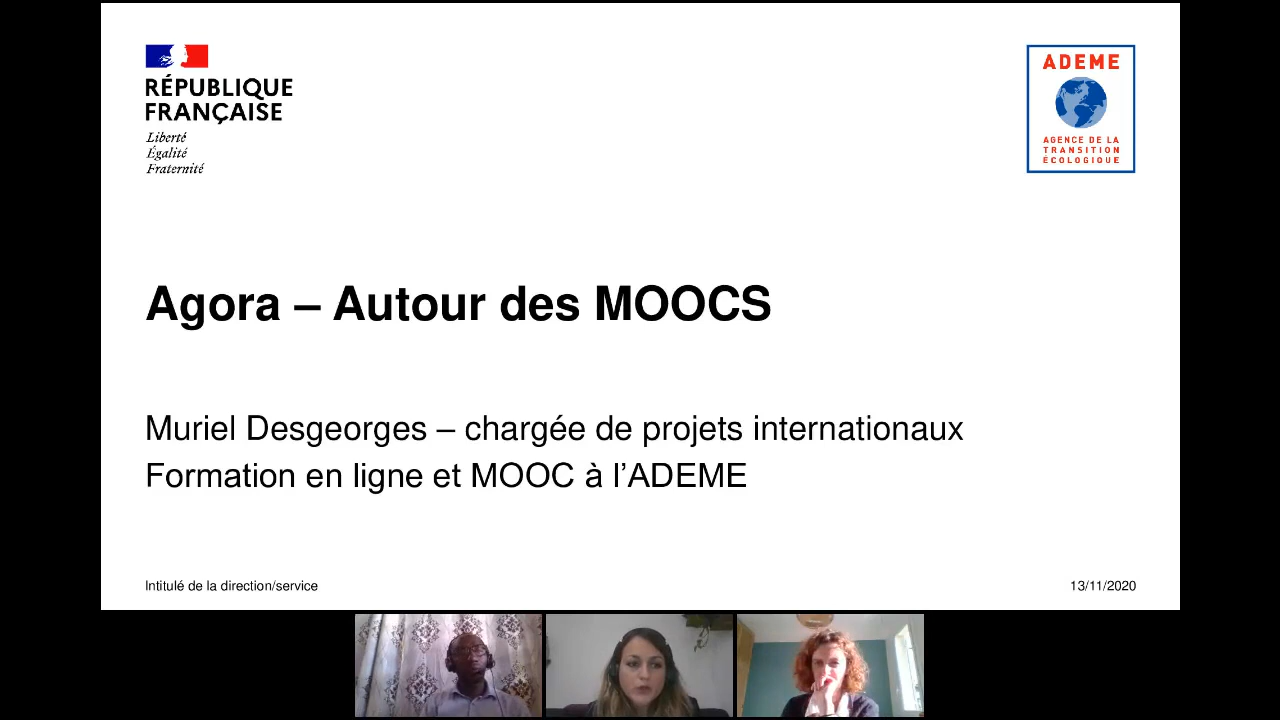 RÉPUBLIQUE
FRANÇAISE
Liberté
Égalité
Fraternité
ADEME
AGENCE DE LA
TRANSITION
ÉCOLOGIQUE
Agora – Autour des MOOCS
Muriel Desgeorges – chargée de projets internationaux
Formation en ligne et MOOC à l’ADEME
Intitulé de la direction/service
13/11/2020